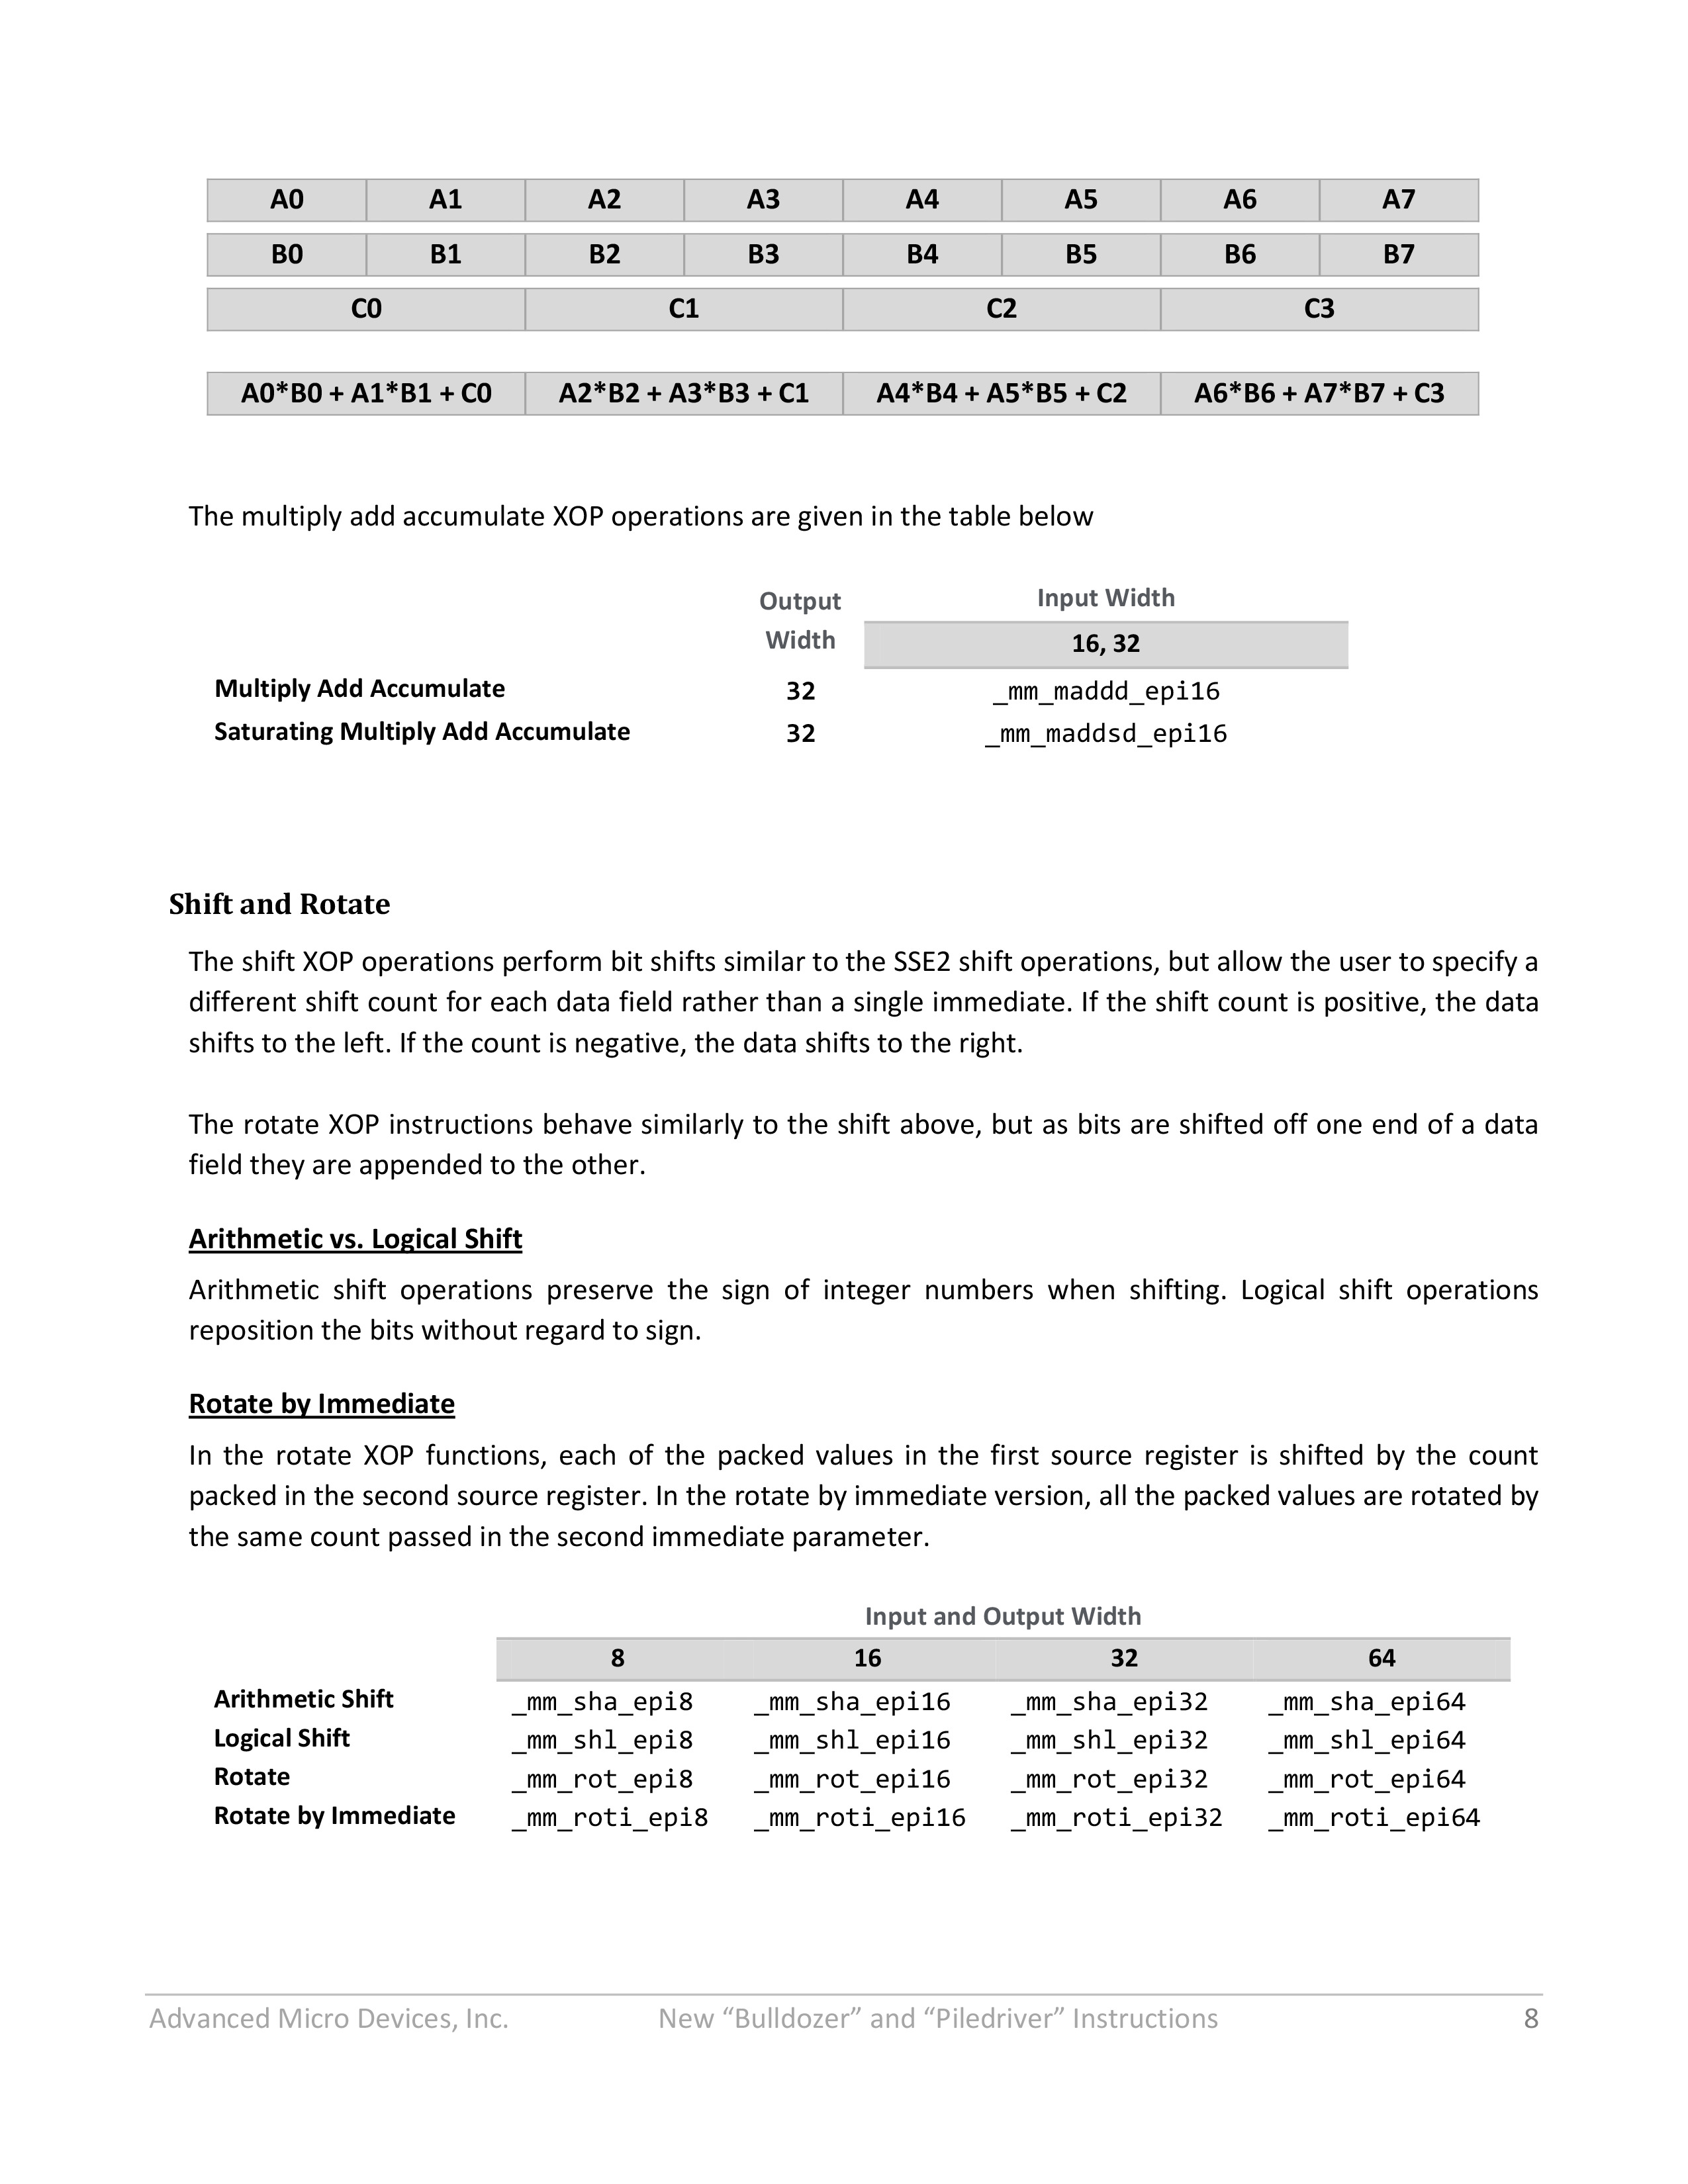 A0 A1 A2 A3 A4 A5 A6 A7
B0 B1 B2 B3 B4 B5 B6 B7
C0 C1 C2 C3
A0*B0 + A1*B1 + C0 A2*B2 + A3*B3 + C1 A4*B4 + A5*B5 + C2 A6*B6 + A7*B7 + C3
The multiply add accumulate XOP operations are given in the table below
Output Width Input Width
16, 32
Multiply Add Accumulate 32 _mm_maddd_epi16
Saturating Multiply Add Accumulate 32 _mm_maddsd_epi16
Shift and Rotate
The shift XOP operations perform bit shifts similar to the SSE2 shift operations, but allow the user to specify a
different shift count for each data field rather than a single immediate. If the shift count is positive, the data
shifts to the left. If the count is negative, the data shifts to the right.
The rotate XOP instructions behave similarly to the shift above, but as bits are shifted off one end of a data
field they are appended to the other.
Arithmetic vs. Logical Shift
Arithmetic shift operations preserve the sign of integer numbers when shifting. Logical shift operations
reposition the bits without regard to sign.
Rotate by Immediate
In the rotate XOP functions, each of the packed values in the first source register is shifted by the count
packed in the second source register. In the rotate by immediate version, all the packed values are rotated by
the same count passed in the second immediate parameter.
Input and Output Width
8 16 32 64
Arithmetic Shift _mm_sha_epi8 _mm_sha_epi16 _mm_sha_epi32 _mm_sha_epi64
Logical Shift _mm_shl_epi8 _mm_shl_epi16 _mm_shl_epi32 _mm_shl_epi64
Rotate _mm_rot_epi8 _mm_rot_epi16 _mm_rot_epi32 _mm_rot_epi64
Rotate by Immediate _mm_roti_epi8 _mm_roti_epi16 _mm_roti_epi32 _mm_roti_epi64
Advanced Micro Devices, Inc. New “Bulldozer” and “Piledriver” Instructions 8